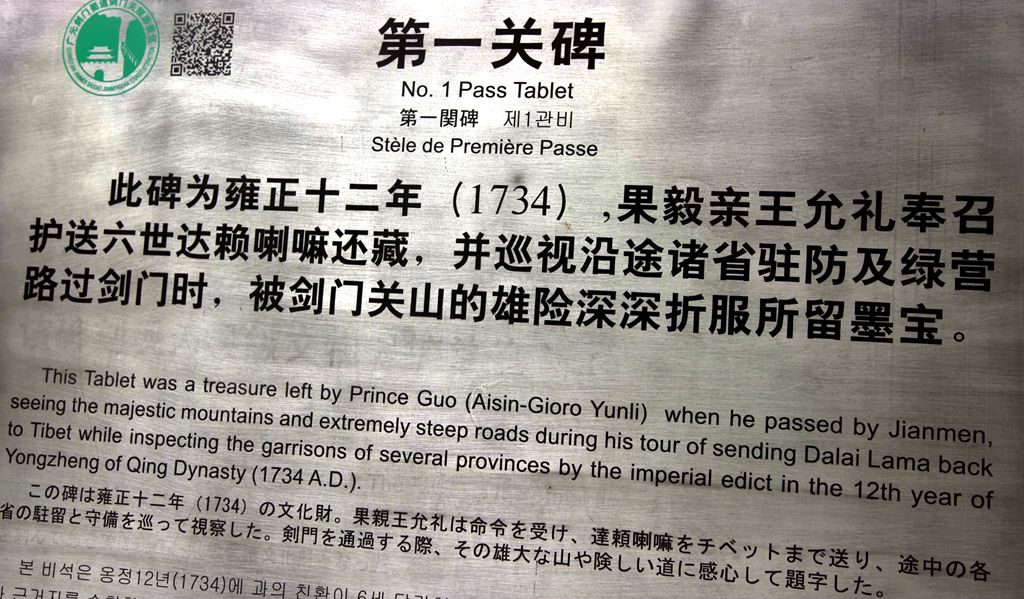 第一关碑
No. 1 Pass Tablet
第一関碑 제1관비
Stèle de Première Passe
此碑为雍正十二年（1734）,果毅亲王允礼奉召
护送六世达赖喇嘛还藏，并巡视沿途诸省驻防及绿营
路过剑门时，被剑门关山的雄险深深折服所留墨宝。
This Tablet was a treasure left by Prince Guo (Aisin-Gioro Yunli) when he passed by Jianmen,
seeing the majestic mountains and extremely steep roads during his tour of sending Dalai Lama back
to Tibet while inspecting the garrisons of several provinces by the imperial edict in the 12th year of
Yongzheng of Qing Dynasty (1734 A.D.).
この碑は雍正十二年（1734）の文化財。果親王允礼は命令を受け、達頼喇嘛をチベットまで送り、途中の各
省の駐留と守備を巡って視察した。剣門を通過する際、その雄大な山や険しい道に感心して題字した。
본 비석은 옹정12년(1734)에 과의 친왕이 6세